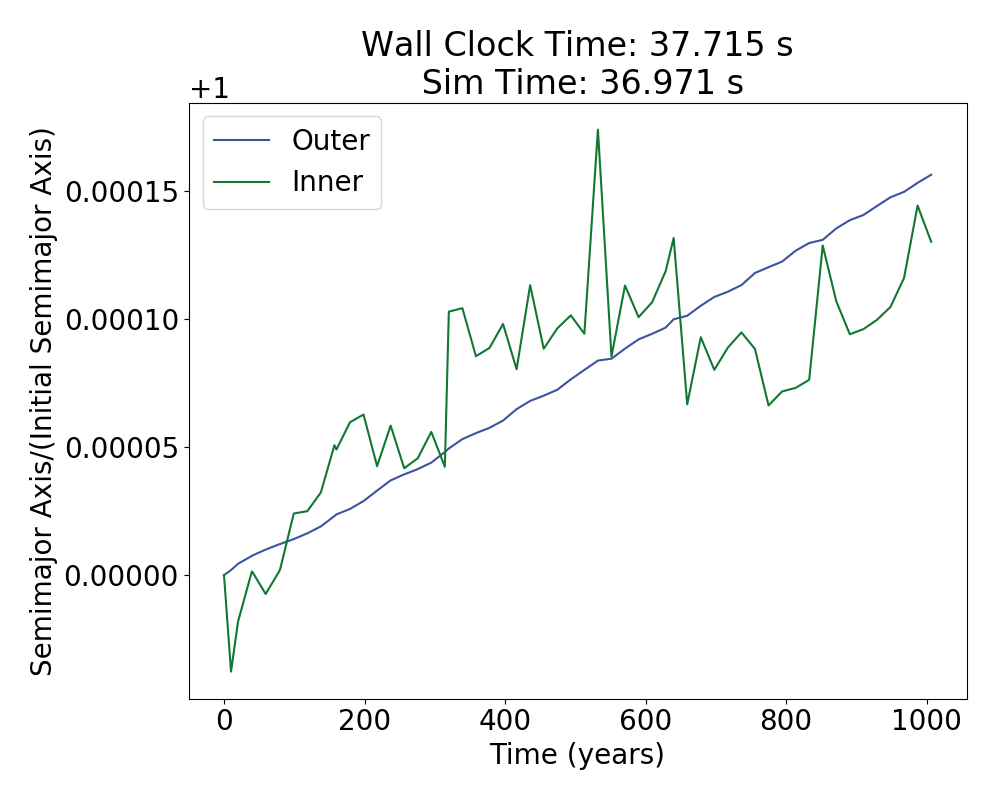 Wall Clock Time: 37.715 s
Sim Time: 36.971 s
+1
Outer
Inner
Semimajor Axis/(Initial Semimajor Axis)
0.00015
0.00010
0.00005
0.00000
0 200 400 600 800 1000
Time (years)